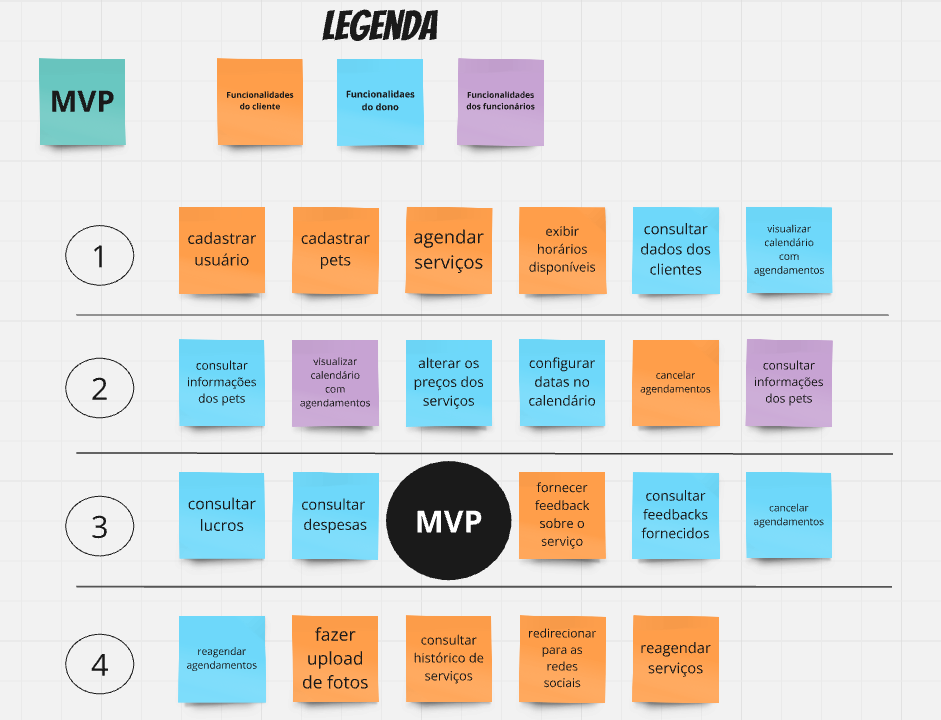 LEGENDA
MVP
Funcionalidades
do cliente
Funcionalidaes
do dono
Funcionalidades
dos funcionários
1
cadastrar
usuário
cadastrar
pets
agendar
serviços
exibir
horários
disponíveis
consultar
dados dos
clientes
visualizar
calendário
com
agendamentos
2
consultar
informações
dos pets
visualizar
calendário
com
agendamentos
alterar os
preços dos
serviços
configurar
datas no
calendário
cancelar
agendamentos
consultar
informações
dos pets
3
consultar
lucros
consultar
despesas
MVP
fornecer
feedback
sobre o
serviço
consultar
feedbacks
fornecidos
cancelar
agendamentos
4
reagendar
agendamentos
fazer
upload
de fotos
consultar
histórico de
serviços
redirecionar
para as
redes
sociais
reagendar
serviços